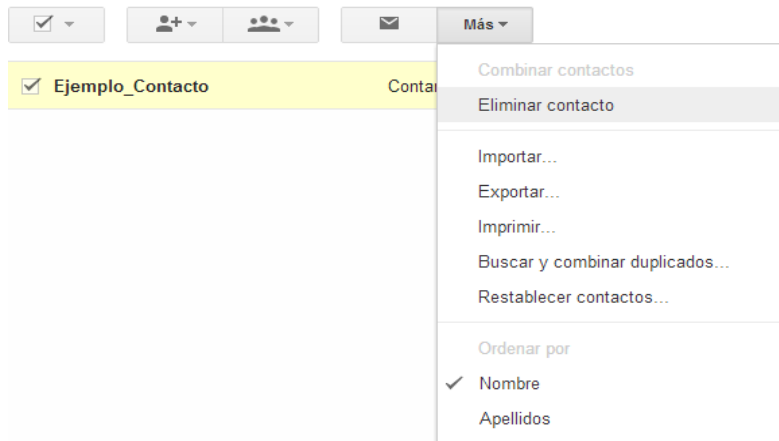 Más
Ejemplo_Contacto
Contar
Combinar contactos
Eliminar contacto
Importar...
Exportar...
Imprimir...
Buscar y combinar duplicados...
Restablecer contactos...
Ordenar por
Nombre
Apellidos